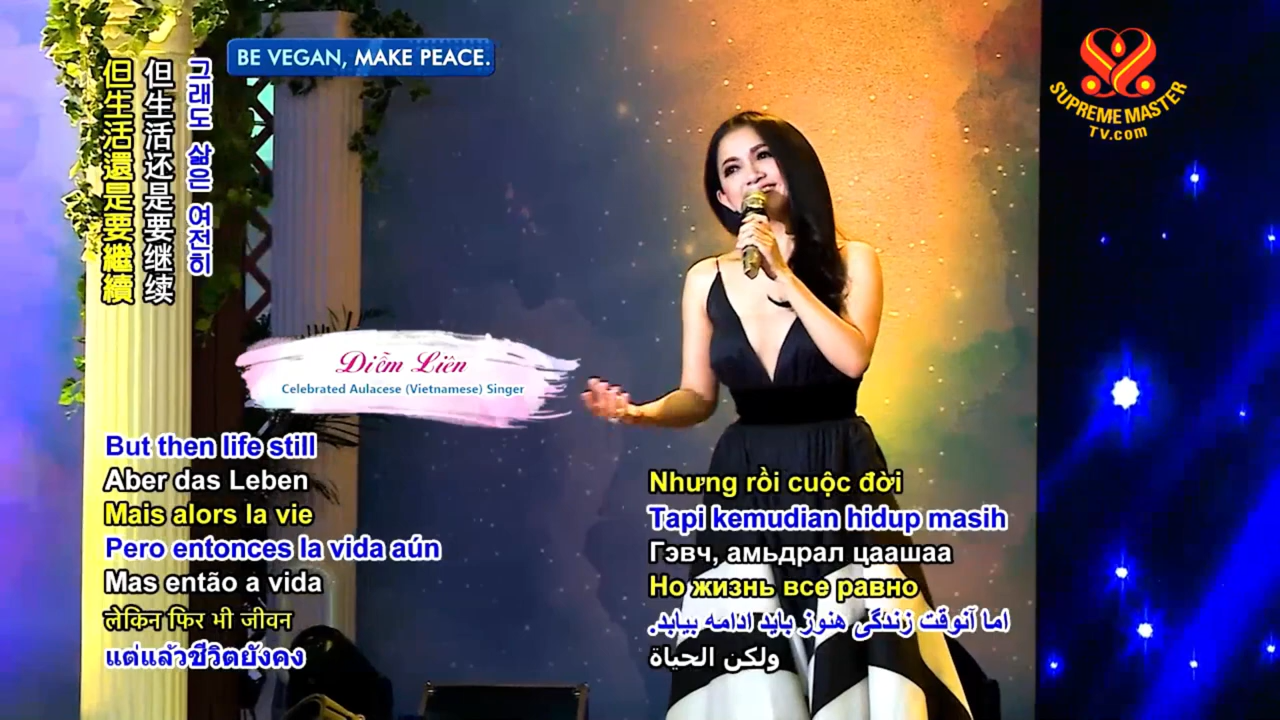 BE VEGAN, MAKE PEACE.
SUPREME MASTER
TV.com
但生活還是要繼續
但生活还是要继续
그래도 삶은 여전히
Diễm Liên
Celebrated Aulacese (Vietnamese) Singer
But then life still
Aber das Leben
Mais alors la vie
Pero entonces la vida aún
Mas então a vida
लेकिन फिर भी जीवन
แต่แล้วชีวิตยังคง
Nhưng rồi cuộc đời
Tapi kemudian hidup masih
Гэвч, амьдрал цаашаа
Но жизнь все равно
اما آنوقت زندگی هنوز باید ادامه بیابد.
ولكن الحياة